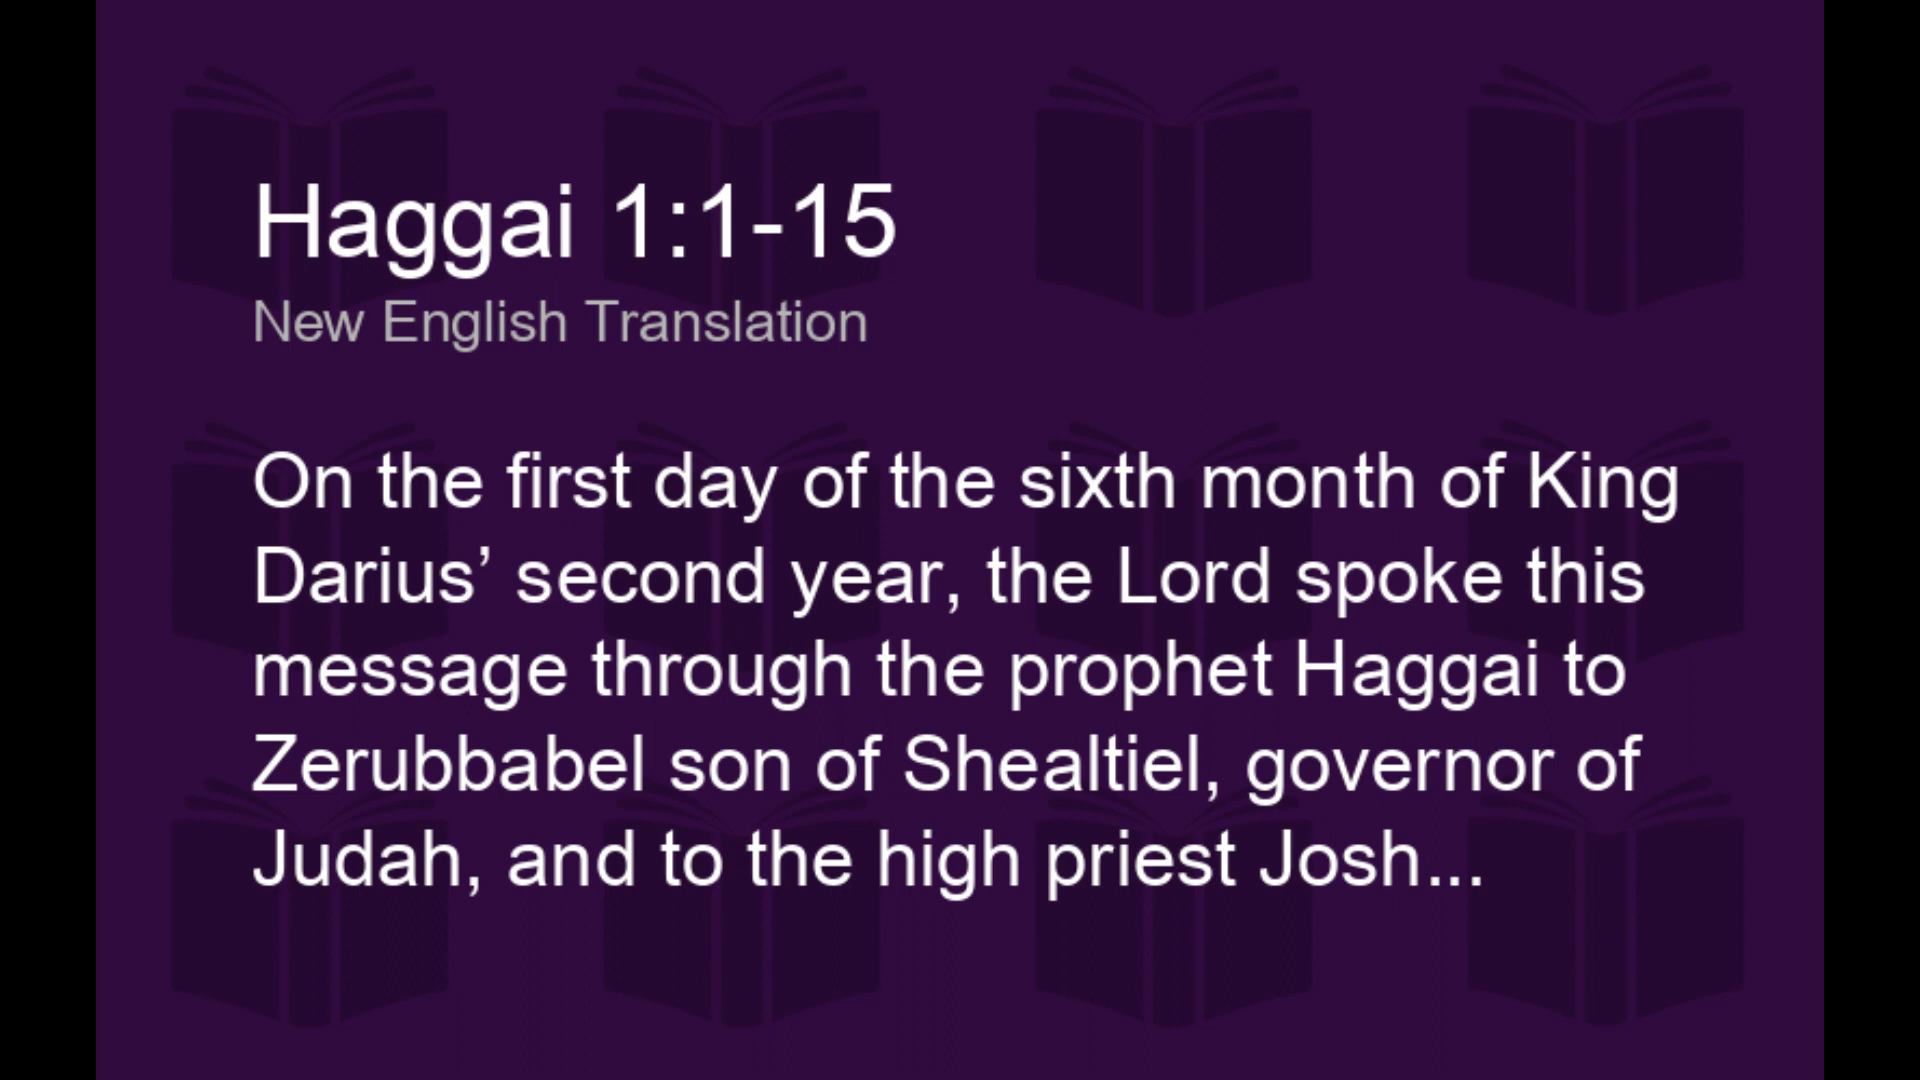 Haggai 1:1-15
New English Translation
On the first day of the sixth month of King
Darius’ second year, the Lord spoke this
message through the prophet Haggai to
Zerubbabel son of Shealtiel, governor of
Judah, and to the high priest Josh...